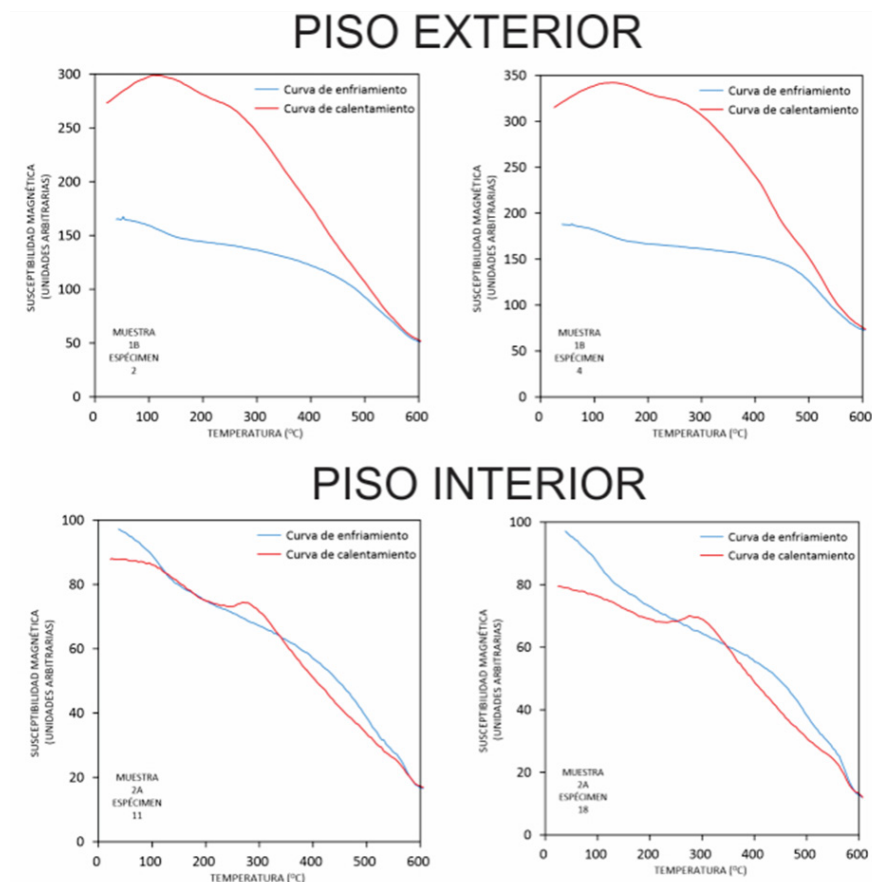 PISO EXTERIOR
300
250
200
150
100
50
0
0 100 200 300 400 500 600
SUSCEPTIBILIDAD MAGNÉTICA
(UNIDADES ARBITRARIAS)
TEMPERATURA (ºC)
Curva de enfriamiento
Curva de calentamiento
MUESTRA
1B
ESPÉCIMEN
2
350
300
250
200
150
100
50
0
0 100 200 300 400 500 600
SUSCEPTIBILIDAD MAGNÉTICA
(UNIDADES ARBITRARIAS)
TEMPERATURA (ºC)
Curva de enfriamiento
Curva de calentamiento
MUESTRA
1B
ESPÉCIMEN
4
PISO INTERIOR
100
80
60
40
20
0
0 100 200 300 400 500 600
SUSCEPTIBILIDAD MAGNÉTICA
(UNIDADES ARBITRARIAS)
TEMPERATURA (ºC)
Curva de enfriamiento
Curva de calentamiento
MUESTRA
2A
ESPÉCIMEN
11
100
80
60
40
20
0
0 100 200 300 400 500 600
SUSCEPTIBILIDAD MAGNÉTICA
(UNIDADES ARBITRARIAS)
TEMPERATURA (ºC)
Curva de enfriamiento
Curva de calentamiento
MUESTRA
2A
ESPÉCIMEN
18